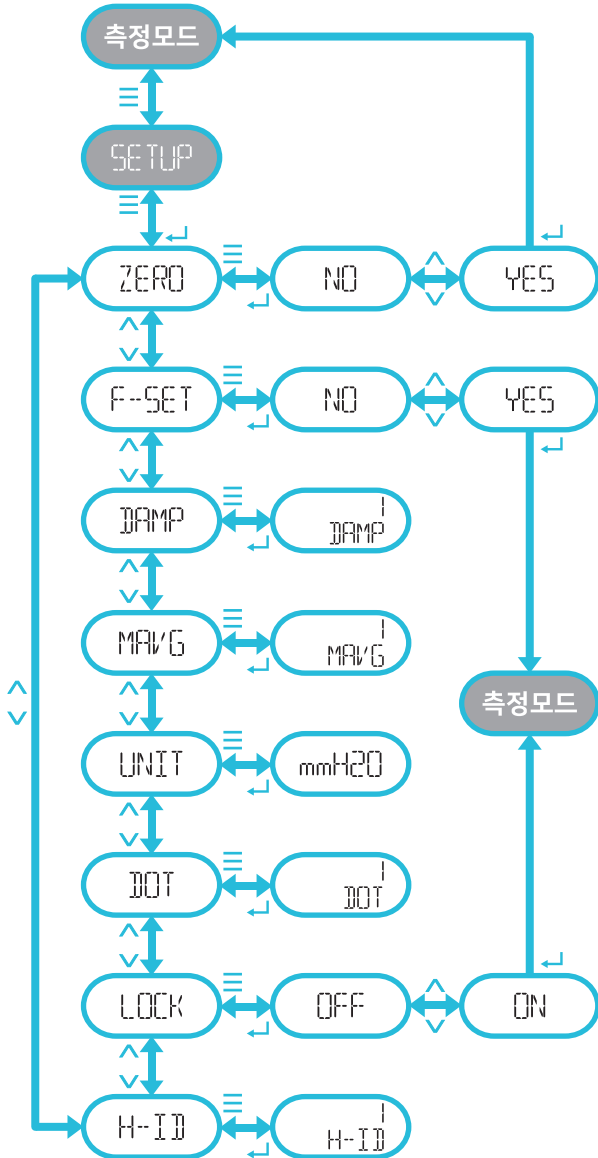 측정모드
SETUP
ZERO
NO
YES
F--SET
NO
YES
DAMP
1
DAMP
MAVG
1
MAVG
측정모드
UNIT
mmH2O
DOT
1
DOT
LOCK
OFF
ON
H--ID
1
H--ID